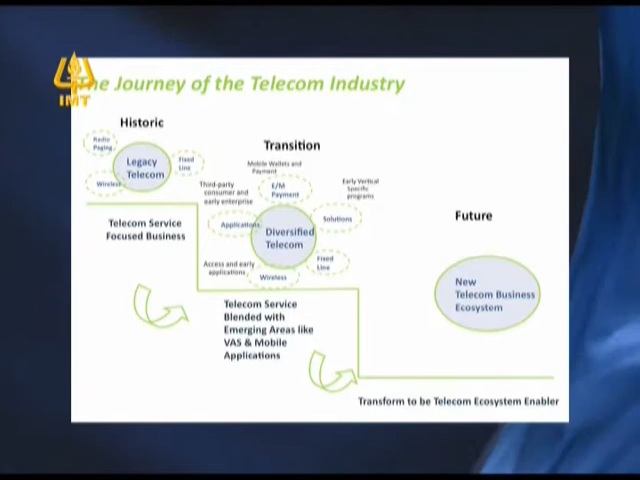 The Journey of the Telecom Industry
IMT
Historic
Radio
Paging
Legacy
Telecom
Fixed
Line
Wireless
Telecom Service
Focused Business
Transition
Mobile Wallets and
Payment
E/M
Payment
Early Vertical
Specific
programs
Third-party
consumer and
early enterprise
Applications
Solutions
Diversified
Telecom
Fixed
Line
Access and early
applications
Wireless
Telecom Service
Blended with
Emerging Areas like
VAS & Mobile
Applications
Future
New
Telecom Business
Ecosystem
Transform to be Telecom Ecosystem Enabler